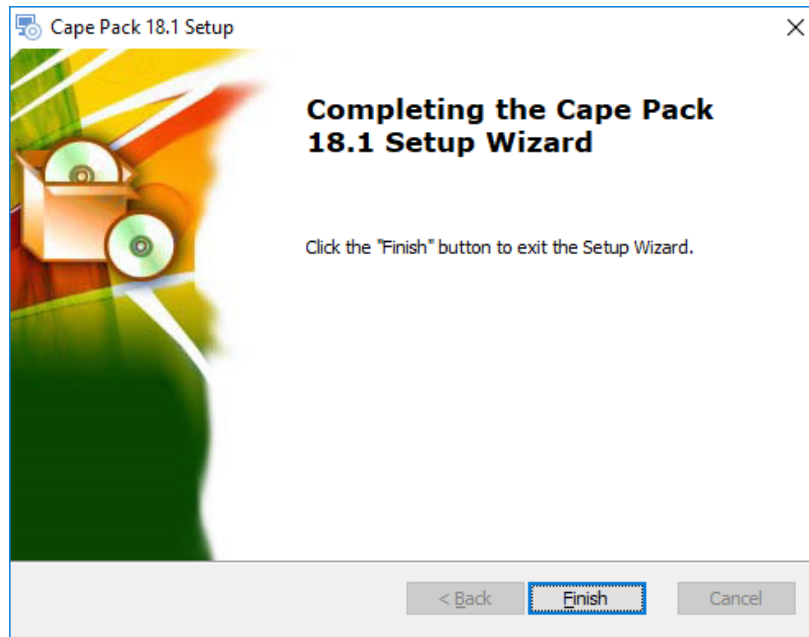 Cape Pack 18.1 Setup
Completing the Cape Pack
18.1 Setup Wizard
Click the "Finish" button to exit the Setup Wizard.
< Back
Finish
Cancel